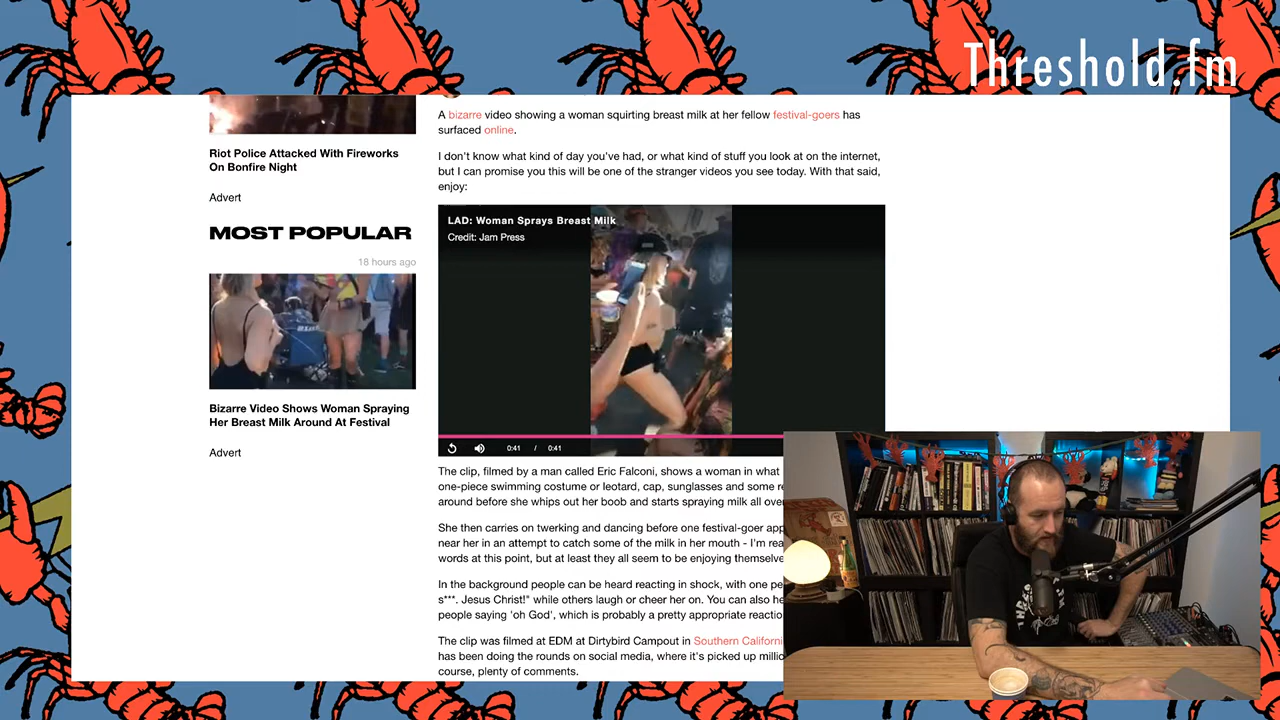 Threshold.fm
Riot Police Attacked With Fireworks
On Bonfire Night
Advert
MOST POPULAR
18 hours ago
Bizarre Video Shows Woman Spraying
Her Breast Milk Around At Festival
Advert
A bizarre video showing a woman squirting breast milk at her fellow festival-goers has
surfaced online.
I don't know what kind of day you've had, or what kind of stuff you look at on the internet,
but I can promise you this will be one of the stranger videos you see today. With that said,
enjoy:
LAD: Woman Sprays Breast Milk
Credit: Jam Press
0:41 / 0:41
The clip, filmed by a man called Eric Falconi, shows a woman in what
one-piece swimming costume or leotard, cap, sunglasses and some
around before she whips out her boob and starts spraying milk all
She then carries on twerking and dancing before one festival-goer
near her in an attempt to catch some of the milk in her mouth - I'm
words at this point, but at least they all seem to be enjoying
In the background people can be heard reacting in shock, with one
s***. Jesus Christ!" while others laugh or cheer her on. You can also
people saying 'oh God', which is probably a pretty appropriate
The clip was filmed at EDM at Dirtybird Campout in Southern
has been doing the rounds on social media, where it's picked up
course, plenty of comments.